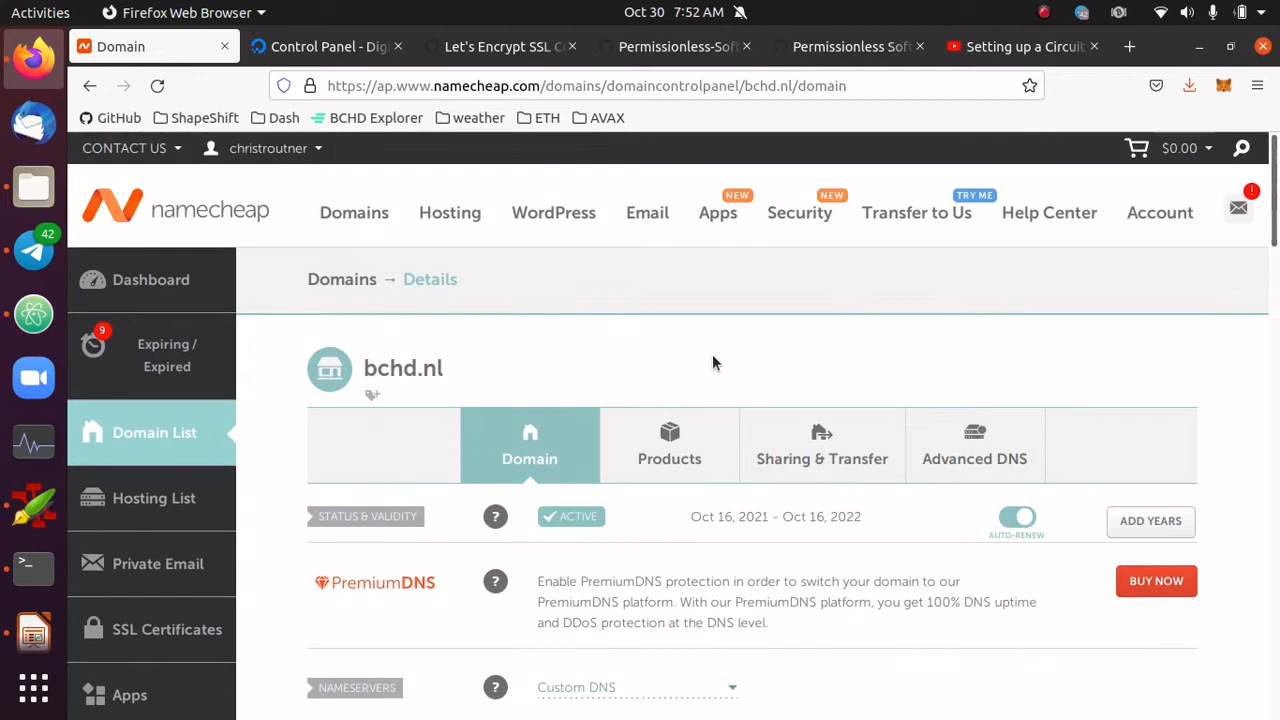 Activities
Firefox Web Browser
Oct 30 7:52 AM
42
Domain
Control Panel - Digi
Let's Encrypt SSL C
Permissionless-Soft
Permissionless Soft
Setting up a Circuit
https://ap.www.namecheap.com/domains/domaincontrolpanel/bchd.nl/domain
GitHub
ShapeShift
Dash
BCHD Explorer
weather
ETH
AVAX
CONTACT US
christroutner
$0.00
namecheap
Domains
Hosting
WordPress
Email
NEW
Apps
NEW
Security
TRY ME
Transfer to Us
Help Center
Account
!
42
Dashboard
9
Expiring /
Expired
Domain List
Hosting List
Private Email
SSL Certificates
Apps
Domains → Details
bchd.nl
Domain
Products
Sharing & Transfer
Advanced DNS
STATUS & VALIDITY
?
ACTIVE
Oct 16, 2021 - Oct 16, 2022
AUTO-RENEW
ADD YEARS
PremiumDNS
?
Enable PremiumDNS protection in order to switch your domain to our
PremiumDNS platform. With our PremiumDNS platform, you get 100% DNS uptime
and DDoS protection at the DNS level.
BUY NOW
NAMESERVERS
?
Custom DNS